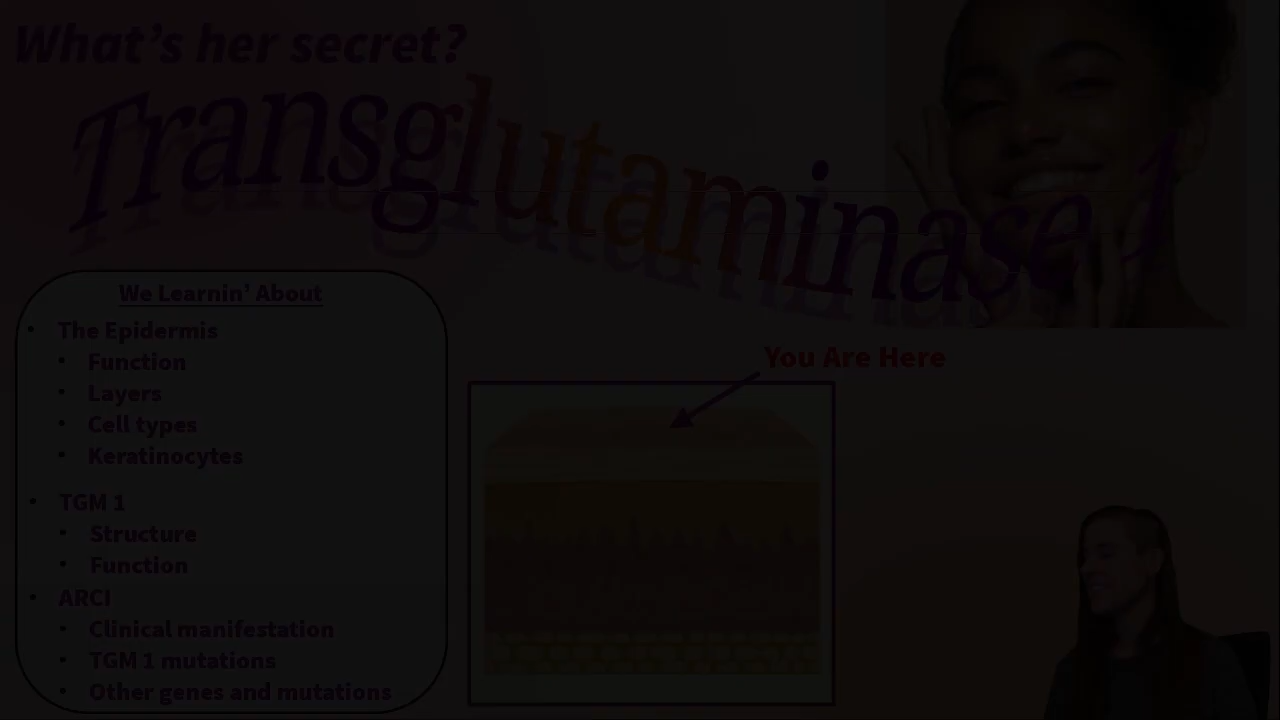 What's her secret?
Transglutaminase 1
We Learnin' About
• The Epidermis
• Function
• Layers
• Cell types
• Keratinocytes
• TGM 1
• Structure
• Function
• ARCI
• Clinical manifestation
• TGM 1 mutations
• Other genes and mutations
You Are Here